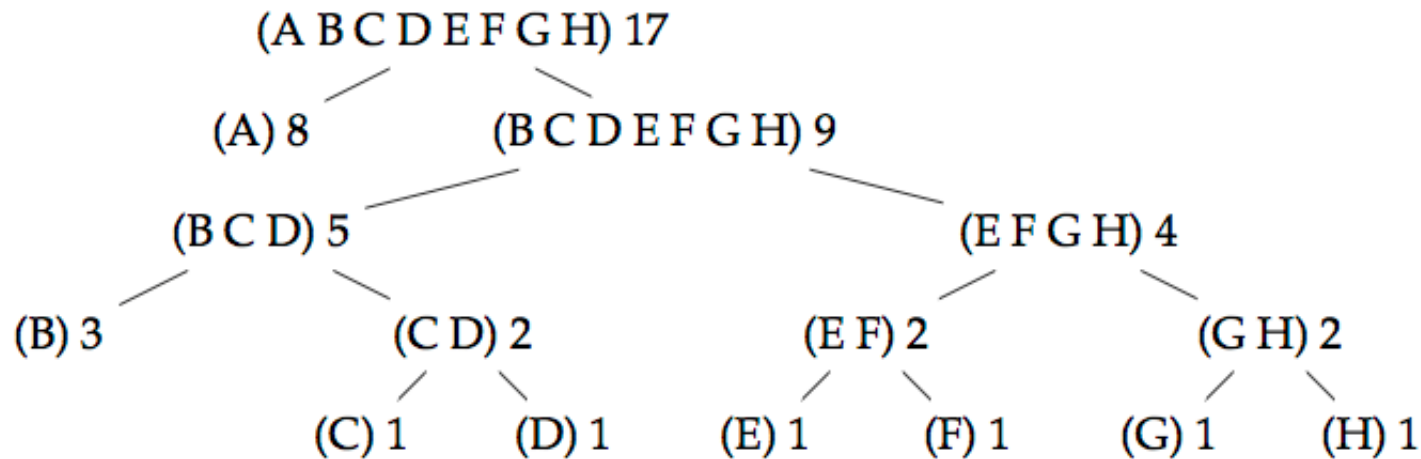 (A B C D E F G H) 17
(A) 8 (B C D E F G H) 9
(B C D) 5 (E F G H) 4
(B) 3 (C D) 2 (E F) 2 (G H) 2
(C) 1 (D) 1 (E) 1 (F) 1 (G) 1 (H) 1